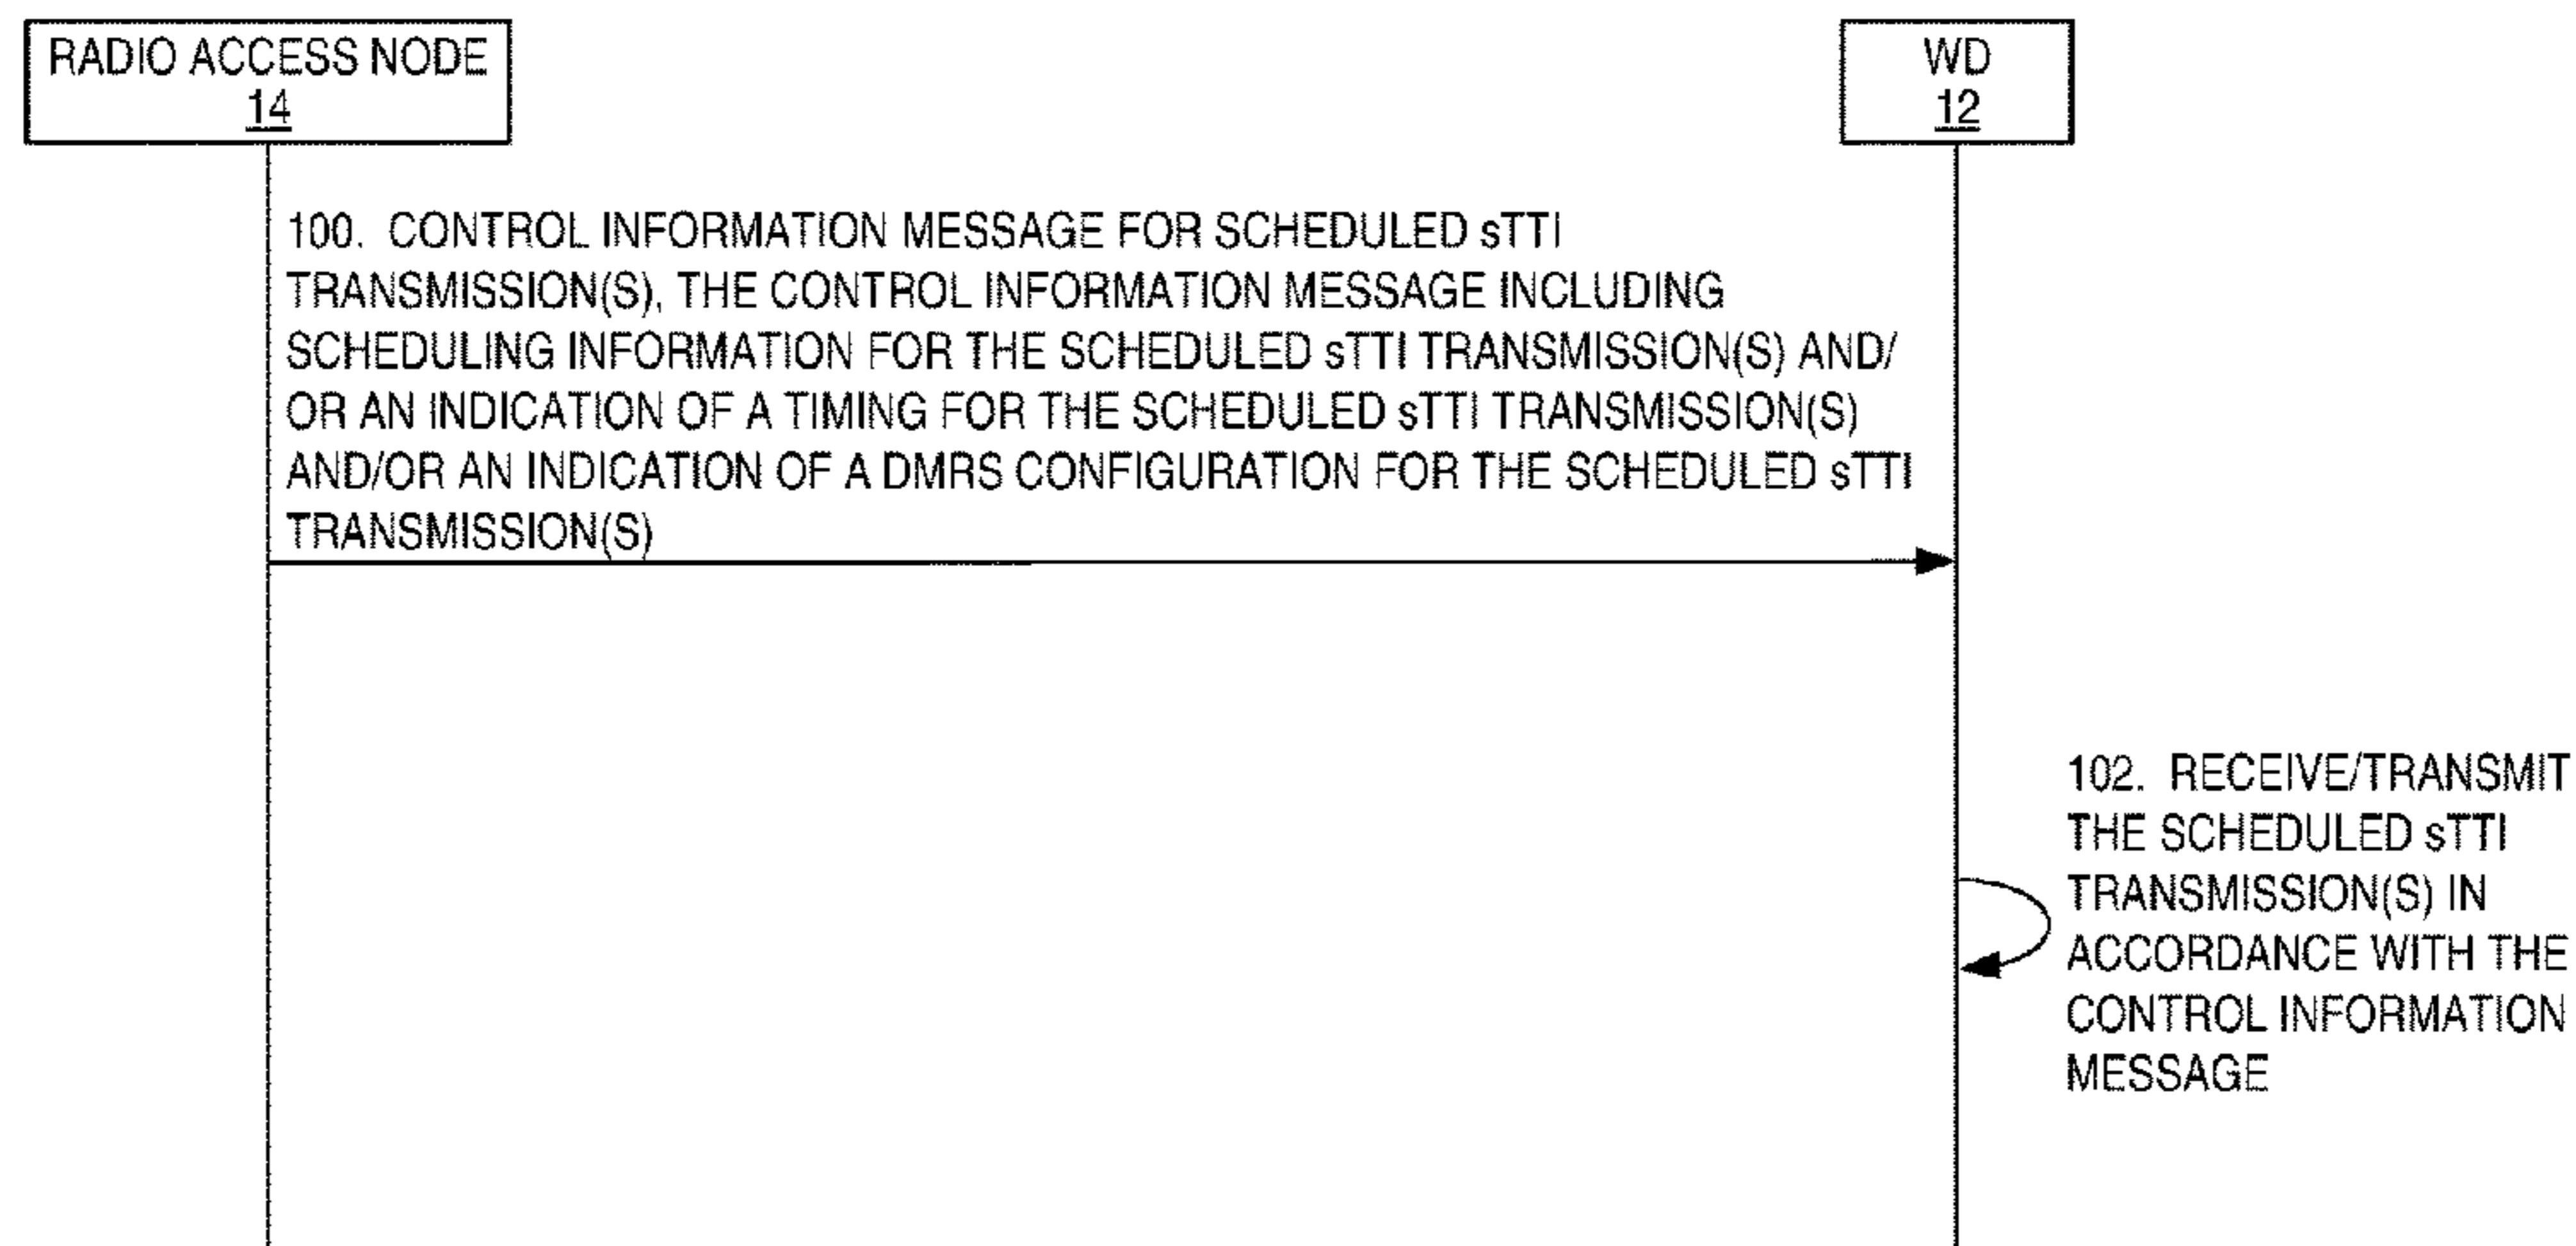 RADIO ACCESS NODE
14
WD
12
100. CONTROL INFORMATION MESSAGE FOR SCHEDULED sTTI
TRANSMISSION(S), THE CONTROL INFORMATION MESSAGE INCLUDING
SCHEDULING INFORMATION FOR THE SCHEDULED sTTI TRANSMISSION(S) AND/
OR AN INDICATION OF A TIMING FOR THE SCHEDULED sTTI TRANSMISSION(S)
AND/OR AN INDICATION OF A DMRS CONFIGURATION FOR THE SCHEDULED sTTI
TRANSMISSION(S)
102. RECEIVE/TRANSMIT
THE SCHEDULED sTTI
TRANSMISSION(S) IN
ACCORDANCE WITH THE
CONTROL INFORMATION
MESSAGE